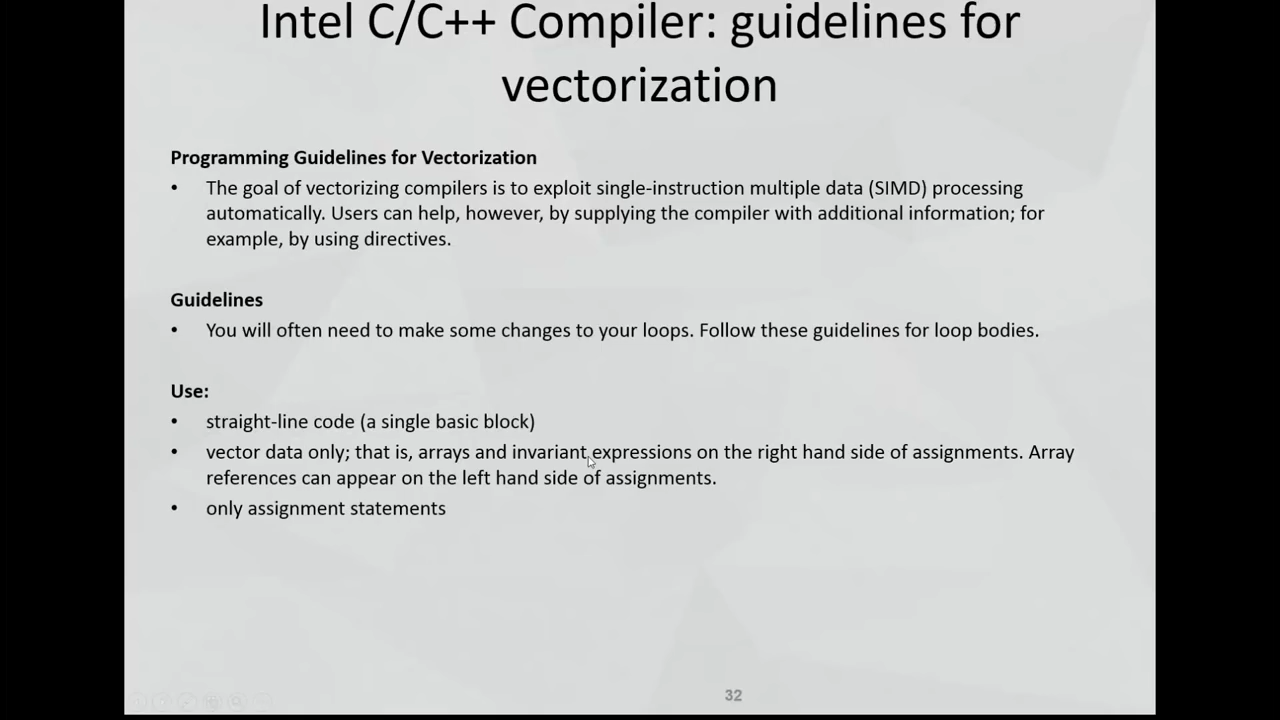 Intel C/C++ Compiler: guidelines for
vectorization
Programming Guidelines for Vectorization
• The goal of vectorizing compilers is to exploit single-instruction multiple data (SIMD) processing
automatically. Users can help, however, by supplying the compiler with additional information; for
example, by using directives.
Guidelines
• You will often need to make some changes to your loops. Follow these guidelines for loop bodies.
Use:
• straight-line code (a single basic block)
• vector data only; that is, arrays and invariant expressions on the right hand side of assignments. Array
references can appear on the left hand side of assignments.
• only assignment statements
32